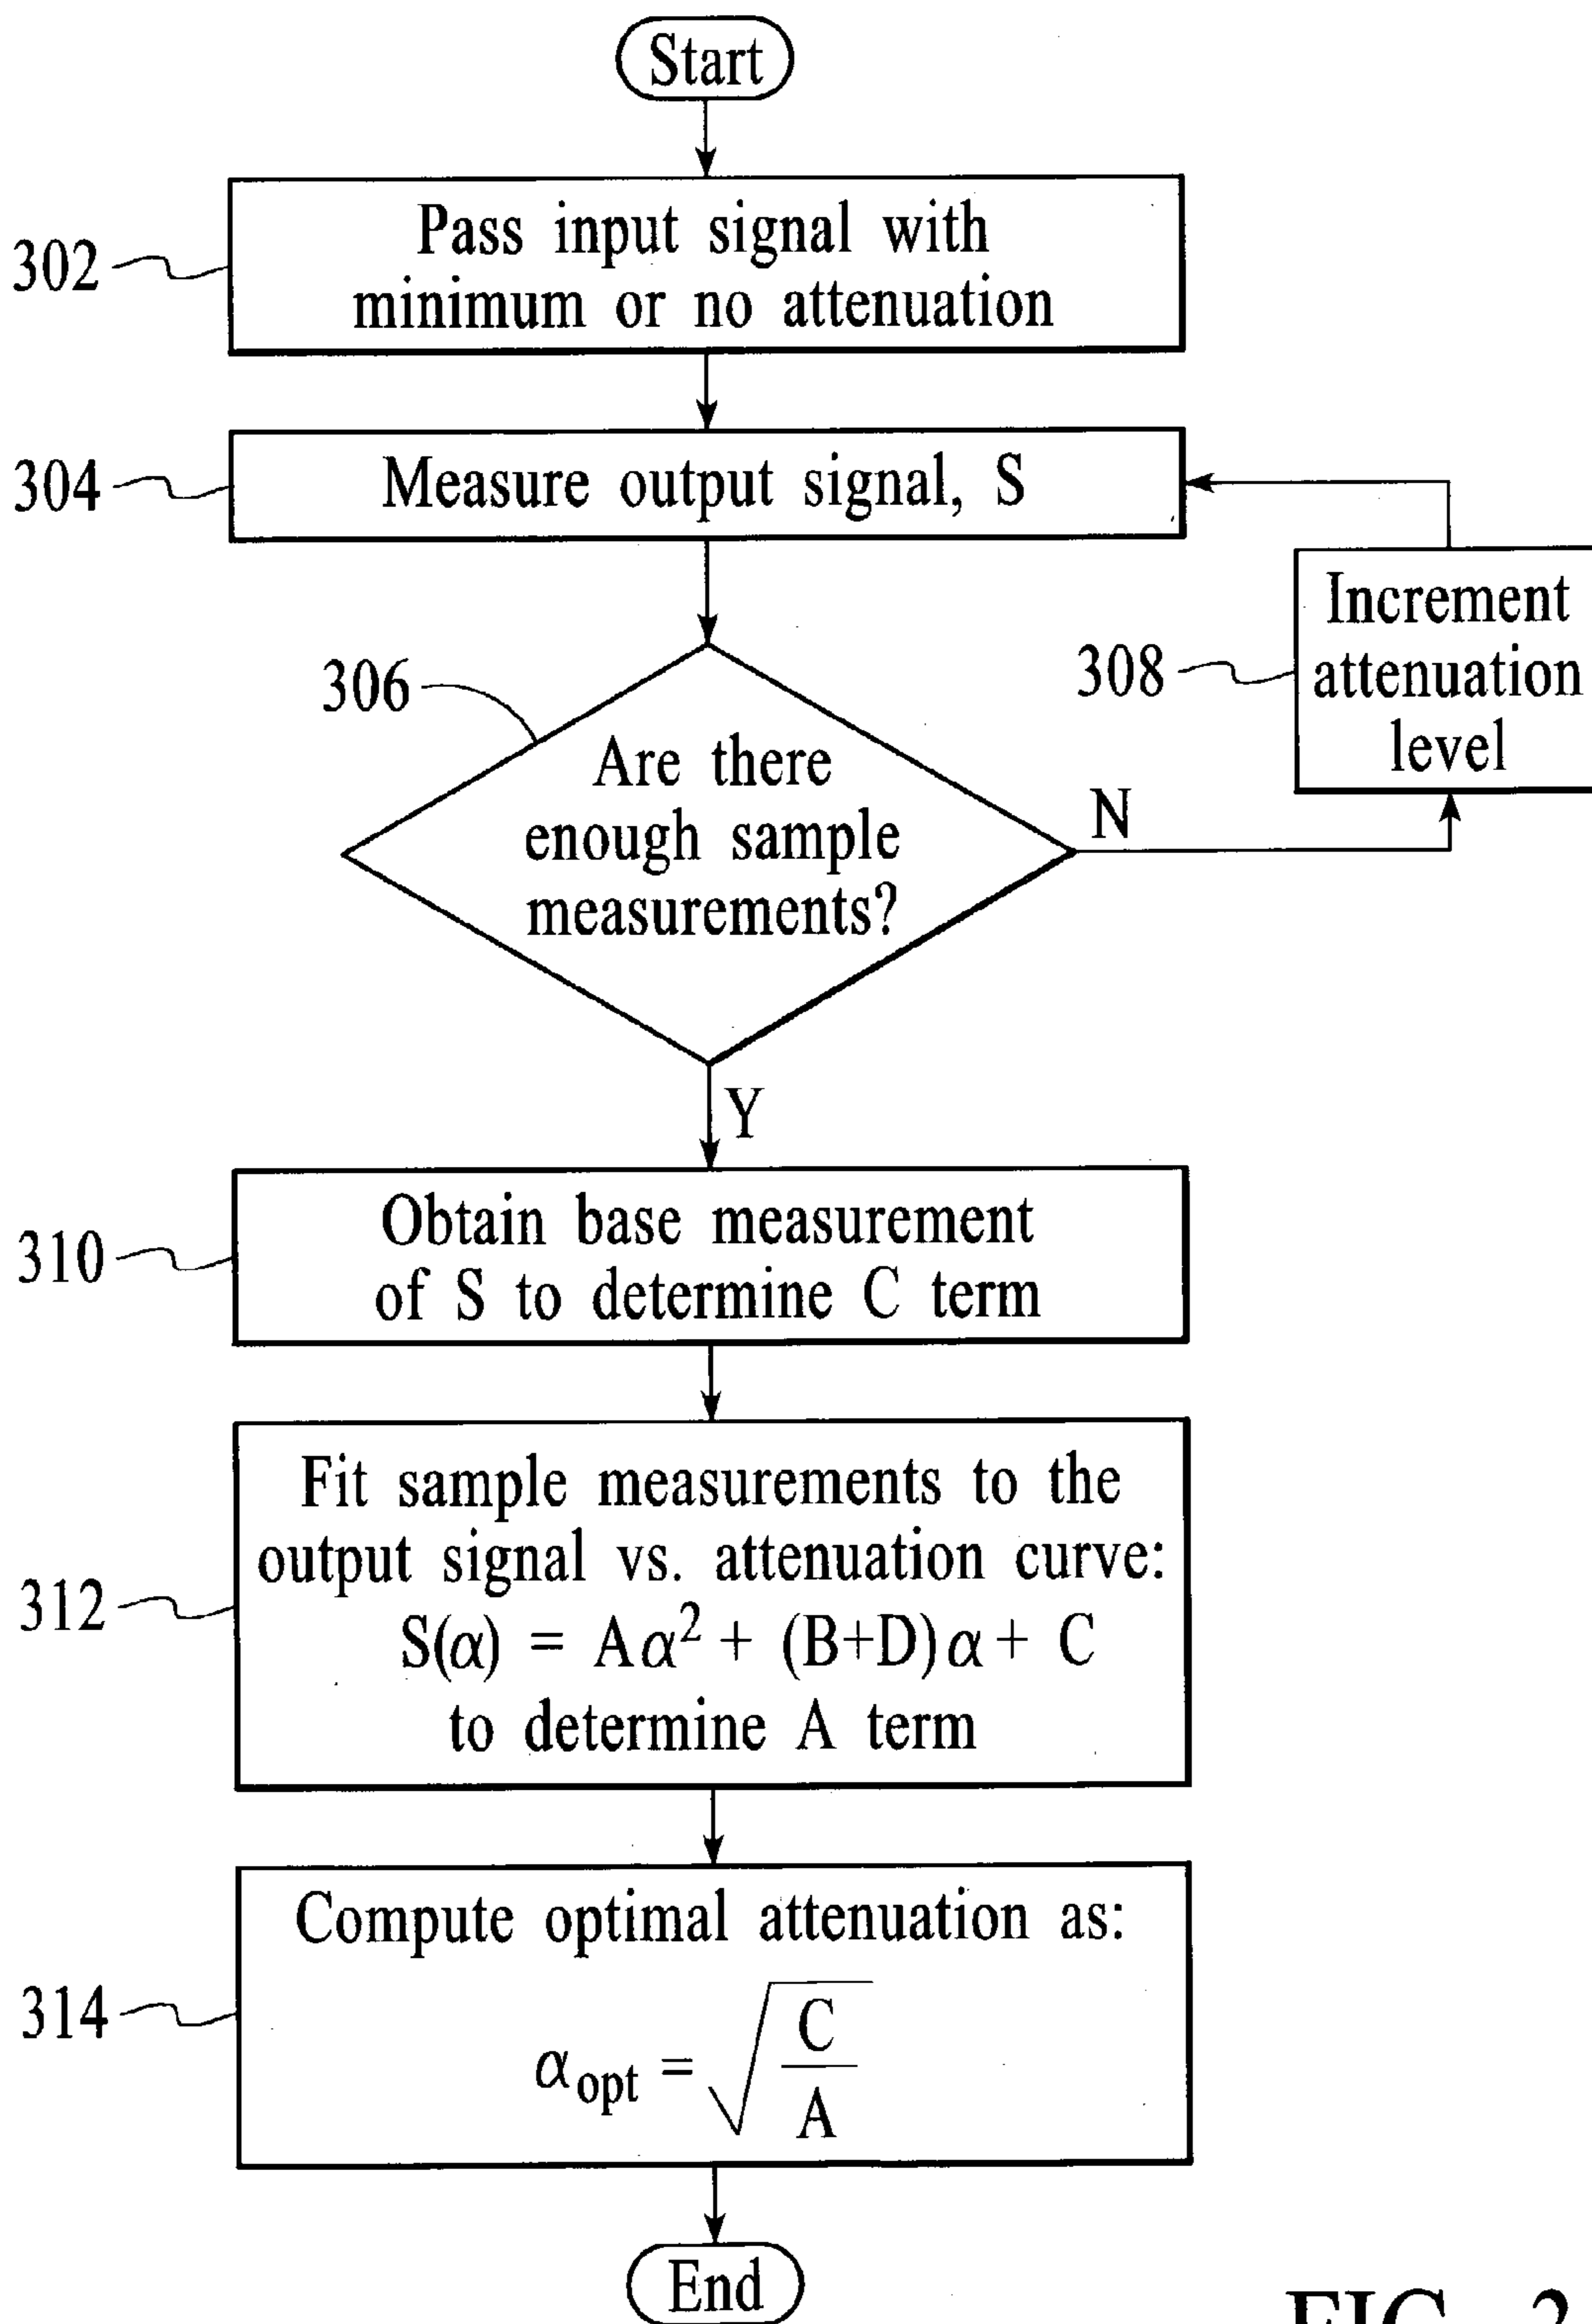 Start
302
Pass input signal with
minimum or no attenuation
304
Measure output signal, S
308
Increment
attenuation
level
306
Are there
enough sample
measurements?
N
Y
310
Obtain base measurement
of S to determine C term
312
Fit sample measurements to the
output signal vs. attenuation curve:
S(α) = Aα² + (B+D)α + C
to determine A term
314
Compute optimal attenuation as:
α_opt = √(C/A)
End
FIG.